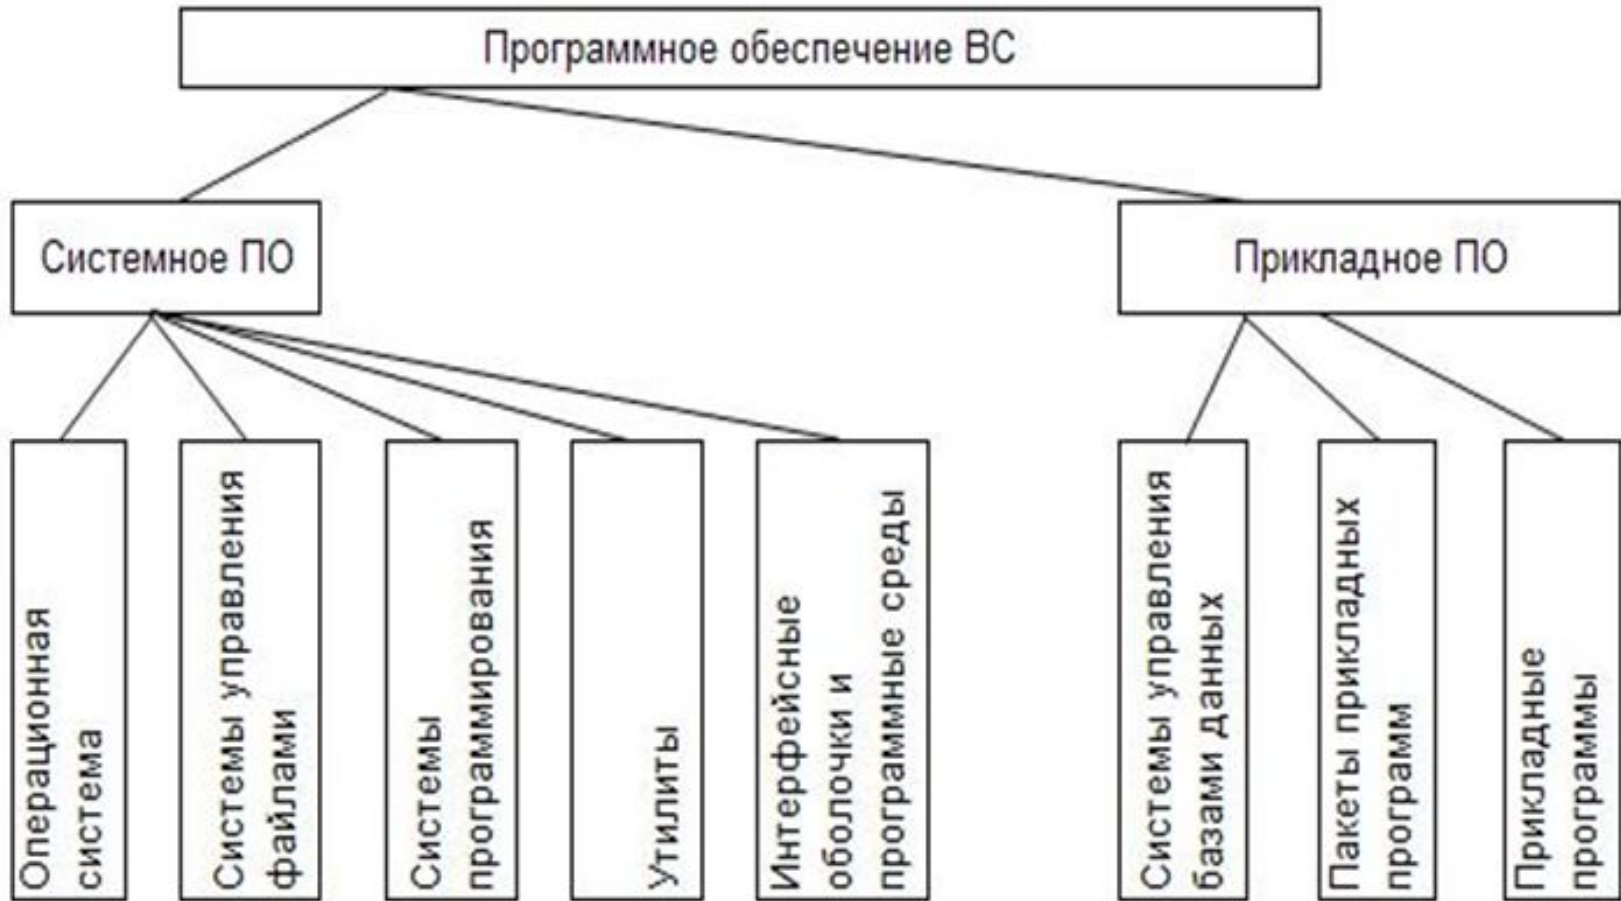 Программное обеспечение ВС
Системное ПО
Прикладное ПО
Операционная
система
Системы управления
файлами
Системы
программирования
Утилиты
Интерфейсные
оболочки и
программные среды
Системы управления
базами данных
Пакеты прикладных
программ
Прикладные
программы